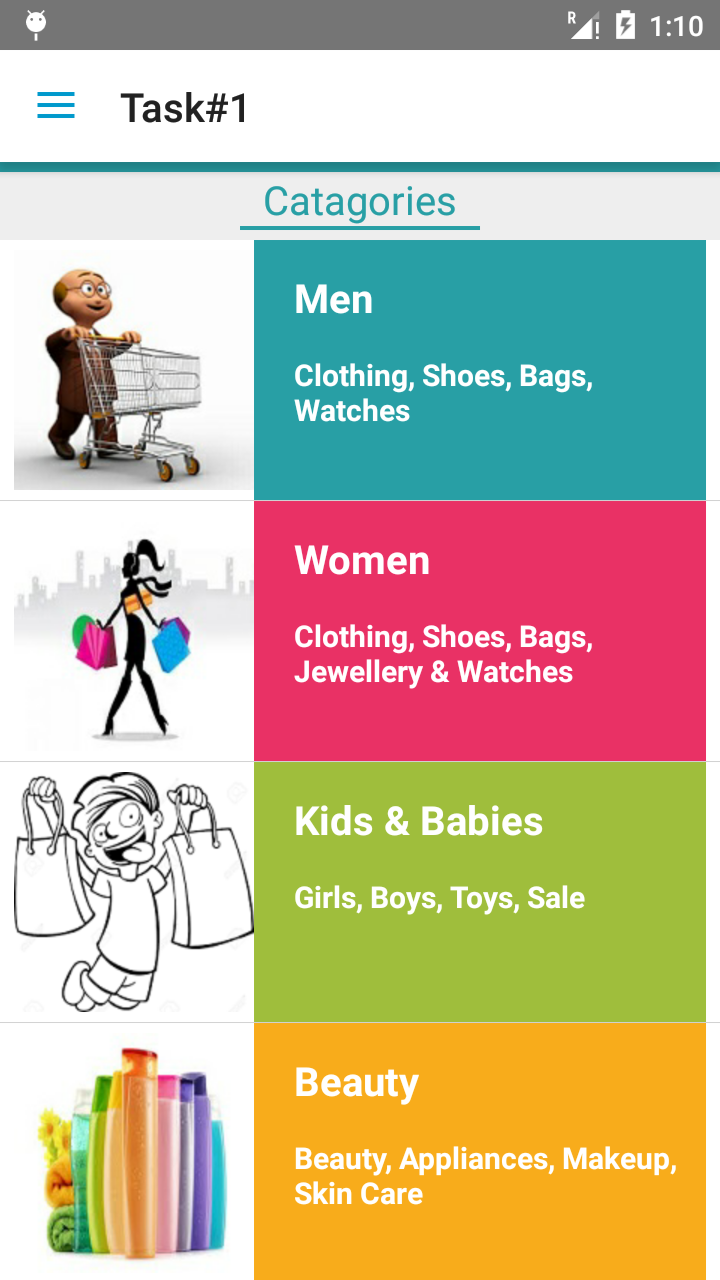 R 1:10
Task#1
Catagories
Men
Clothing, Shoes, Bags,
Watches
Women
Clothing, Shoes, Bags,
Jewellery & Watches
Kids & Babies
Girls, Boys, Toys, Sale
Beauty
Beauty, Appliances, Makeup,
Skin Care